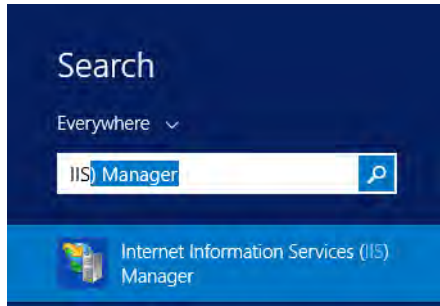 Search
Everywhere
IIS) Manager
Internet Information Services (IIS)
Manager